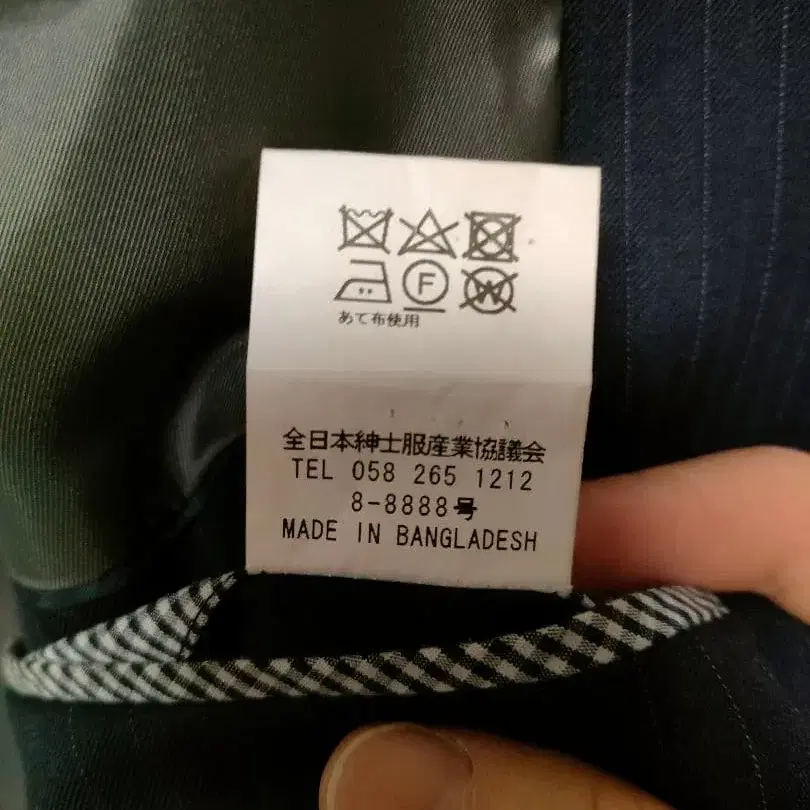 F W
あて布使用
全日本紳士服産業協議会
TEL 058 265 1212
8-8888号
MADE IN BANGLADESH